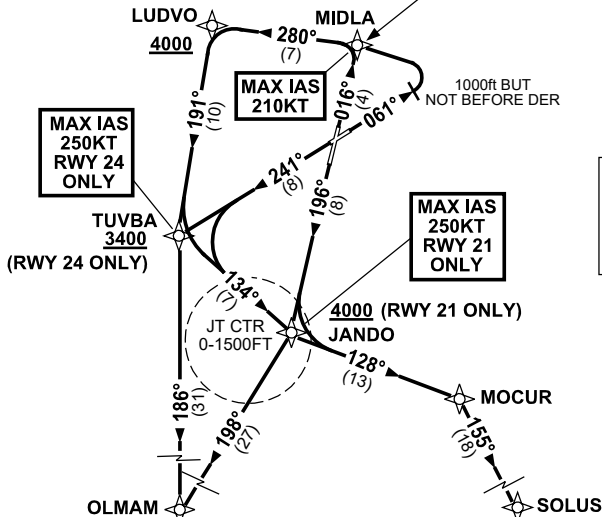 LUDVO
4000
MIDLA
280°
(7)
MAX IAS
210KT
016°
(4)
061°
1000ft BUT
NOT BEFORE DER
191°
(10)
MAX IAS
250KT
RWY 24
ONLY
241°
(8)
196°
(8)
TUVBA
3400
(RWY 24 ONLY)
MAX IAS
250KT
RWY 21
ONLY
134°
(7)
JT CTR
0-1500FT
4000 (RWY 21 ONLY)
JANDO
128°
(13)
MOCUR
186°
(31)
198°
(27)
155°
(18)
OLMAM
SOLUS